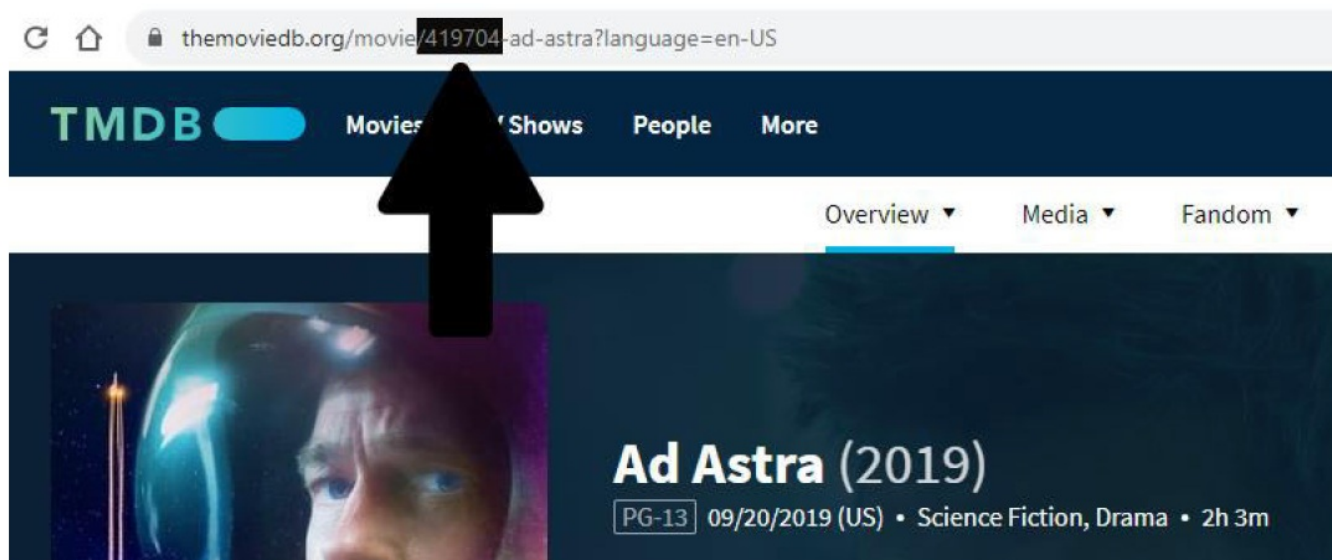 themoviedb.org/movie/419704-ad-astra?language=en-US
TMDB Movies Shows People More
Overview ▼ Media ▼ Fandom ▼
Ad Astra (2019)
PG-13 09/20/2019 (US) • Science Fiction, Drama • 2h 3m